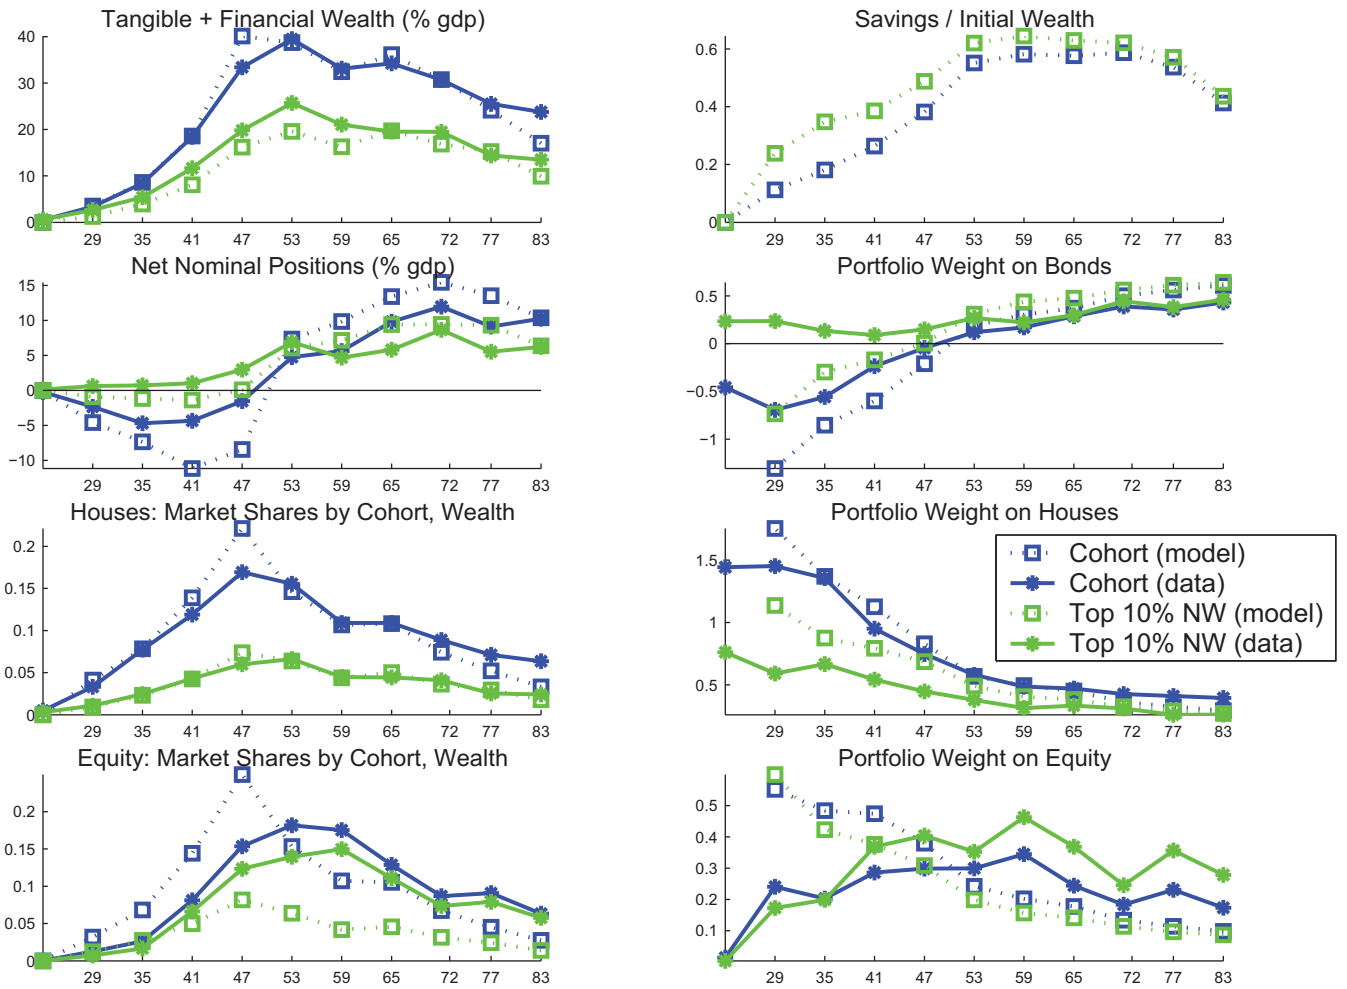 Tangible + Financial Wealth (% gdp)
40
30
20
10
0
29 35 41 47 53 59 65 72 77 83
Savings / Initial Wealth
0.6
0.4
0.2
0
29 35 41 47 53 59 65 72 77 83
Net Nominal Positions (% gdp)
15
10
5
0
−5
−10
29 35 41 47 53 59 65 72 77 83
Portfolio Weight on Bonds
0.5
0
−0.5
−1
29 35 41 47 53 59 65 72 77 83
Houses: Market Shares by Cohort, Wealth
0.2
0.15
0.1
0.05
0
29 35 41 47 53 59 65 72 77 83
Portfolio Weight on Houses
1.5
1
0.5
29 35 41 47 53 59 65 72 77 83
Cohort (model)
Cohort (data)
Top 10% NW (model)
Top 10% NW (data)
Equity: Market Shares by Cohort, Wealth
0.2
0.15
0.1
0.05
0
29 35 41 47 53 59 65 72 77 83
Portfolio Weight on Equity
0.5
0.4
0.3
0.2
0.1
29 35 41 47 53 59 65 72 77 83